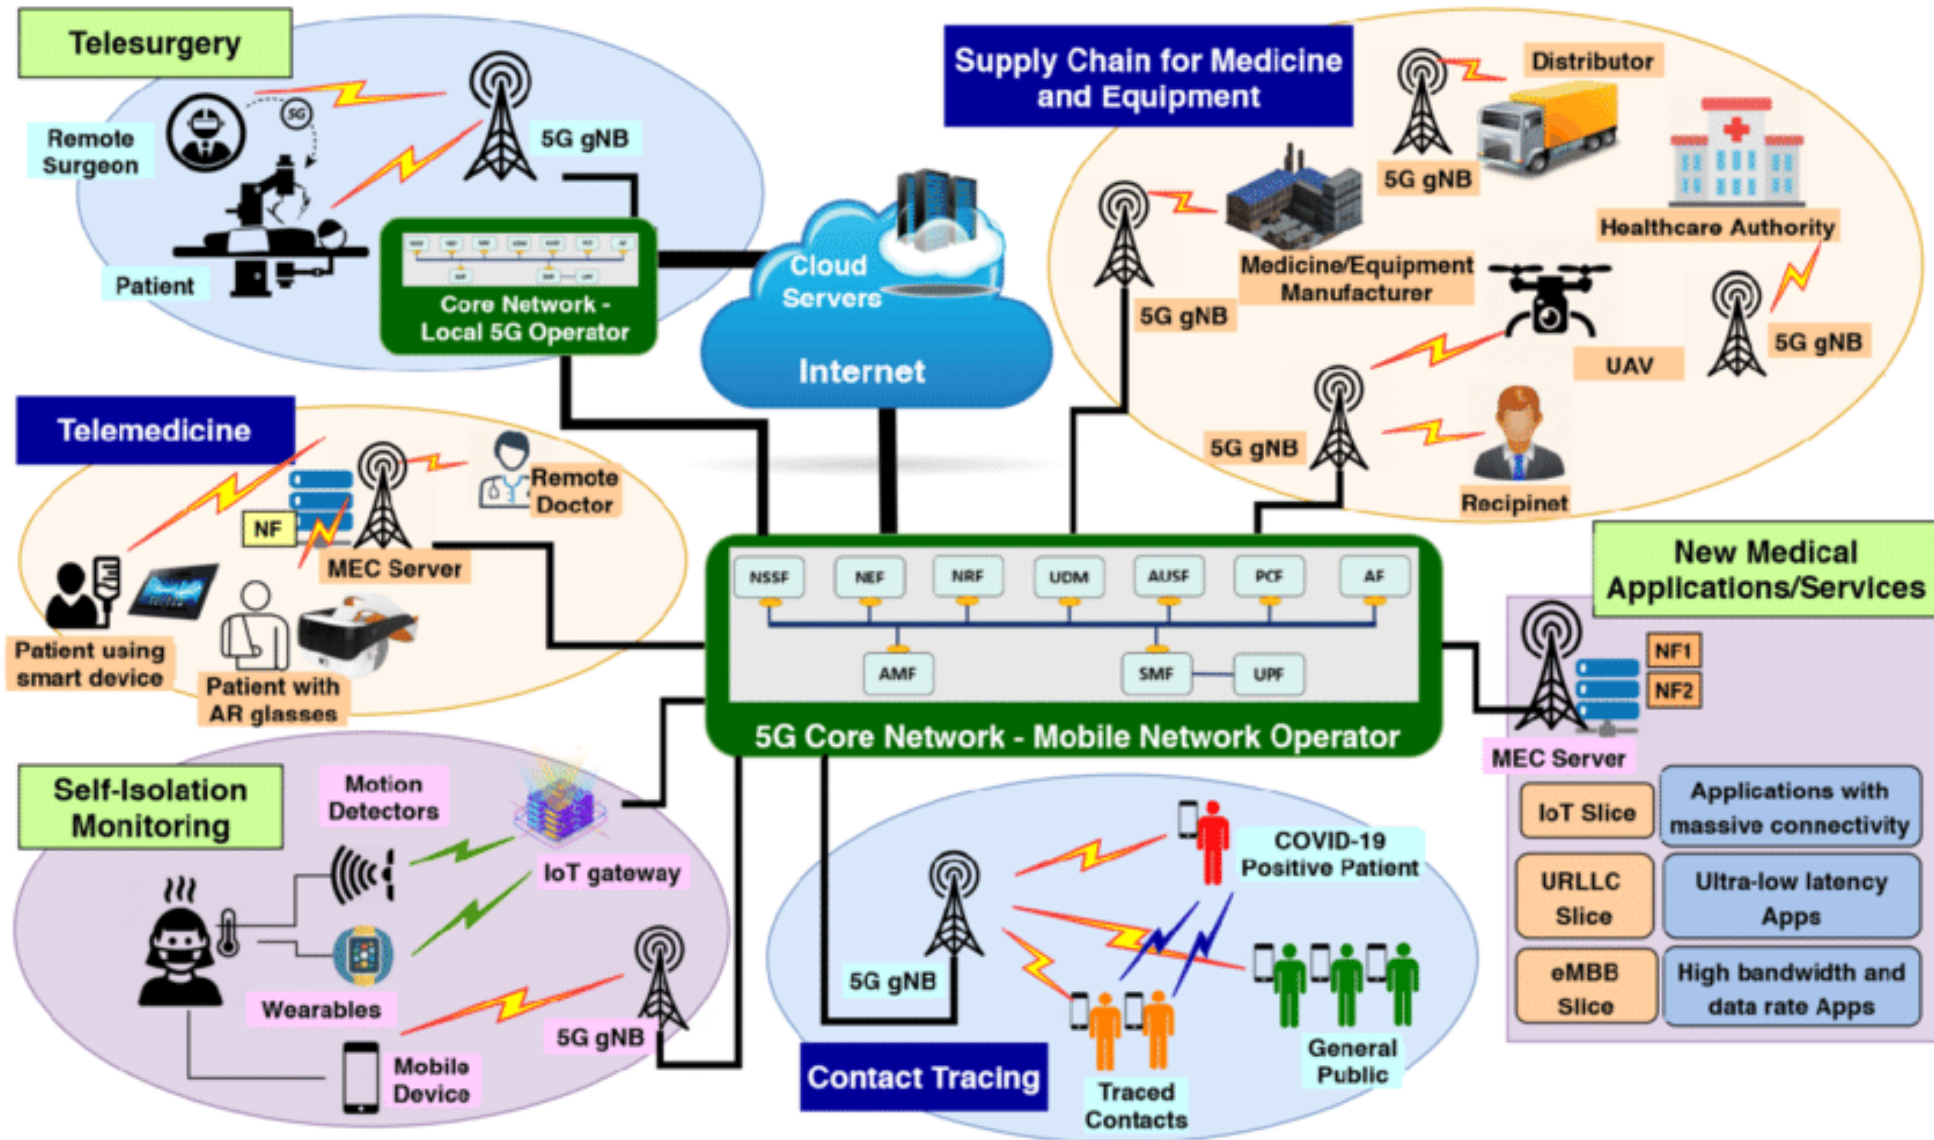 Telesurgery
Remote
Surgeon
5G
5G gNB
Patient
Core Network -
Local 5G Operator
Cloud
Servers
Internet
Supply Chain for Medicine
and Equipment
Distributor
5G gNB
Healthcare Authority
Medicine/Equipment
Manufacturer
5G gNB
UAV
5G gNB
5G gNB
Recipinet
Telemedicine
Remote
Doctor
NF
MEC Server
Patient using
smart device
Patient with
AR glasses
NSSF
NEF
NRF
UDM
AUSF
PCF
AF
AMF
SMF
UPF
5G Core Network - Mobile Network Operator
New Medical
Applications/Services
NF1
NF2
MEC Server
IoT Slice
Applications with
massive connectivity
URLLC
Slice
Ultra-low latency
Apps
eMBB
Slice
High bandwidth and
data rate Apps
Self-Isolation
Monitoring
Motion
Detectors
IoT gateway
Wearables
5G gNB
Mobile
Device
COVID-19
Positive Patient
5G gNB
General
Public
Contact Tracing
Traced
Contacts